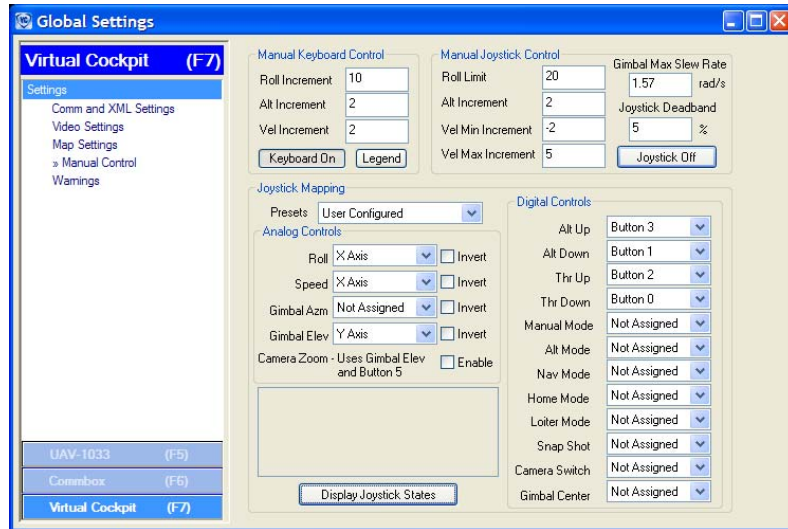 Global Settings
Virtual Cockpit (F7)
Settings
Comm and XML Settings
Video Settings
Map Settings
» Manual Control
Warnings
UAV-1033 (F5)
Commbox (F6)
Virtual Cockpit (F7)
Manual Keyboard Control
Roll Increment 10
Alt Increment 2
Vel Increment 2
Keyboard On Legend
Manual Joystick Control
Roll Limit 20
Alt Increment 2
Vel Min Increment -2
Vel Max Increment 5
Gimbal Max Slew Rate
1.57 rad/s
Joystick Deadband
5 %
Joystick Off
Joystick Mapping
Presets User Configured
Analog Controls
Roll X Axis Invert
Speed X Axis Invert
Gimbal Azm Not Assigned Invert
Gimbal Elev Y Axis Invert
Camera Zoom - Uses Gimbal Elev Enable
and Button 5
Display Joystick States
Digital Controls
Alt Up Button 3
Alt Down Button 1
Thr Up Button 2
Thr Down Button 0
Manual Mode Not Assigned
Alt Mode Not Assigned
Nav Mode Not Assigned
Home Mode Not Assigned
Loiter Mode Not Assigned
Snap Shot Not Assigned
Camera Switch Not Assigned
Gimbal Center Not Assigned